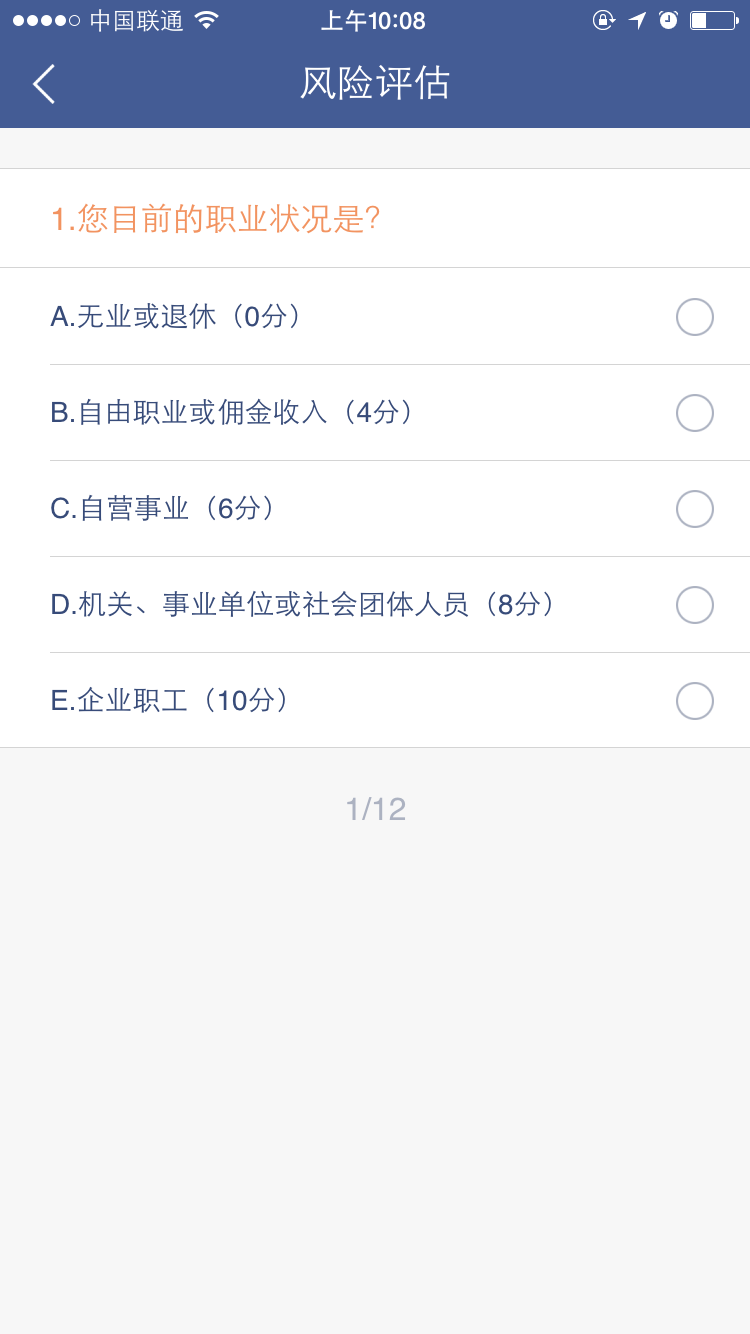 中国联通 上午10:08
风险评估
1.您目前的职业状况是?
A.无业或退休（0分）
B.自由职业或佣金收入（4分）
C.自营事业（6分）
D.机关、事业单位或社会团体人员（8分）
E.企业职工（10分）
1/12